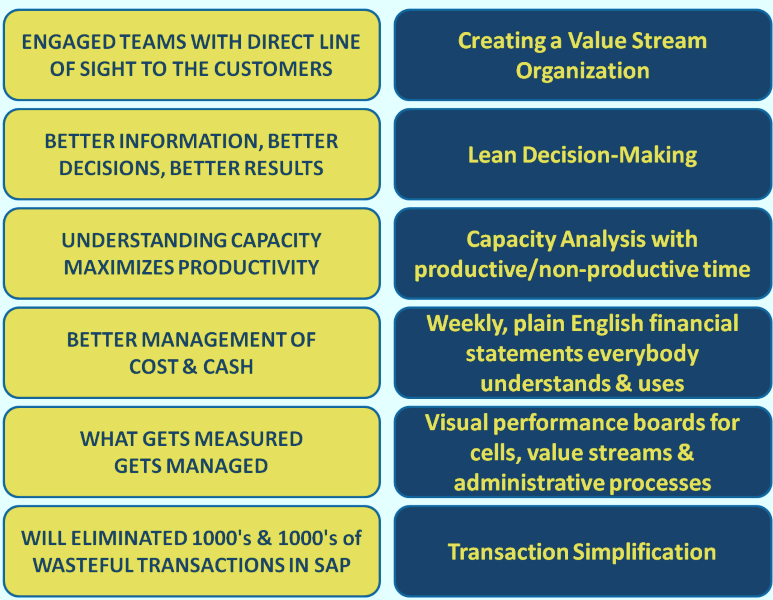 ENGAGED TEAMS WITH DIRECT LINE
OF SIGHT TO THE CUSTOMERS
Creating a Value Stream
Organization
BETTER INFORMATION, BETTER
DECISIONS, BETTER RESULTS
Lean Decision-Making
UNDERSTANDING CAPACITY
MAXIMIZES PRODUCTIVITY
Capacity Analysis with
productive/non-productive time
BETTER MANAGEMENT OF
COST & CASH
Weekly, plain English financial
statements everybody
understands & uses
WHAT GETS MEASURED
GETS MANAGED
Visual performance boards for
cells, value streams &
administrative processes
WILL ELIMINATED 1000's & 1000's of
WASTEFUL TRANSACTIONS IN SAP
Transaction Simplification